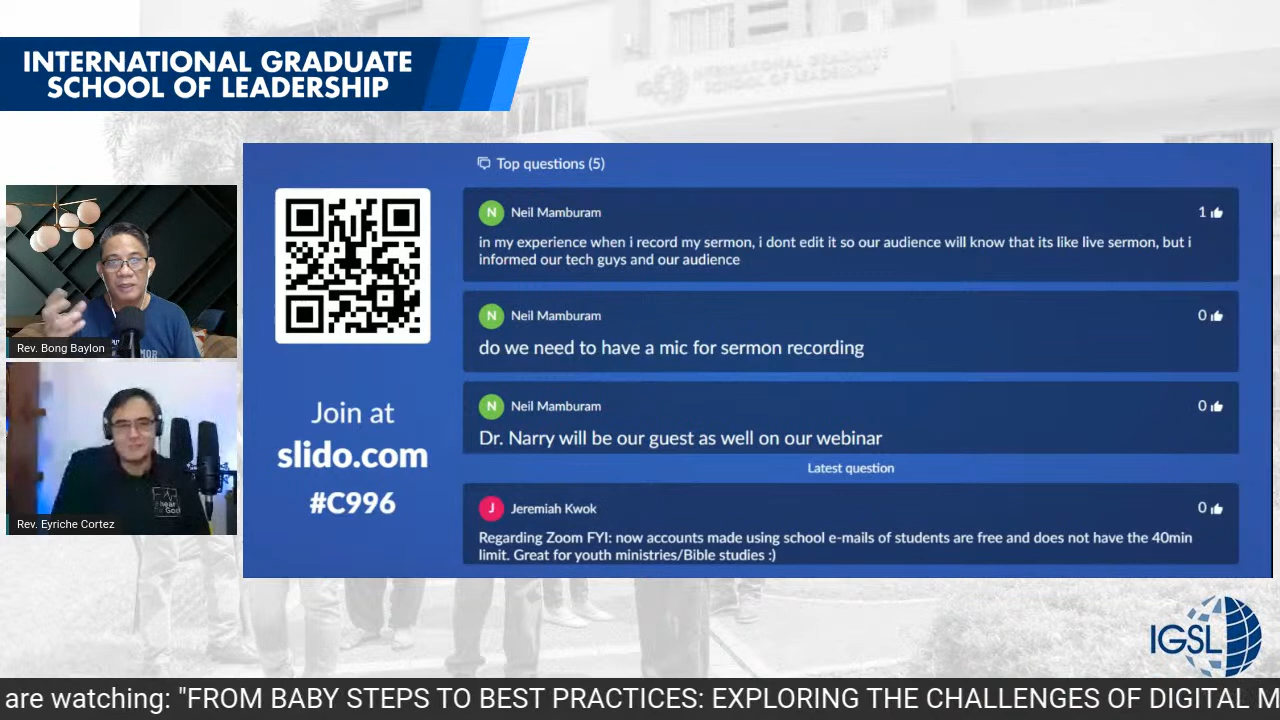 INTERNATIONAL GRADUATE
SCHOOL OF LEADERSHIP
INTERNATIONAL GRADUATE
SCHOOL OF LEADERSHIP
Rev. Bong Baylon
Rev. Eyriche Cortez
Join at
slido.com
#C996
Top questions (5)
N Neil Mamburam 1
in my experience when i record my sermon, i dont edit it so our audience will know that its like live sermon, but i
informed our tech guys and our audience
N Neil Mamburam 0
do we need to have a mic for sermon recording
N Neil Mamburam 0
Dr. Narry will be our guest as well on our webinar
Latest question
J Jeremiah Kwok 0
Regarding Zoom FYI: now accounts made using school e-mails of students are free and does not have the 40min
limit. Great for youth ministries/Bible studies :)
IGSL
are watching: "FROM BABY STEPS TO BEST PRACTICES: EXPLORING THE CHALLENGES OF DIGITAL M